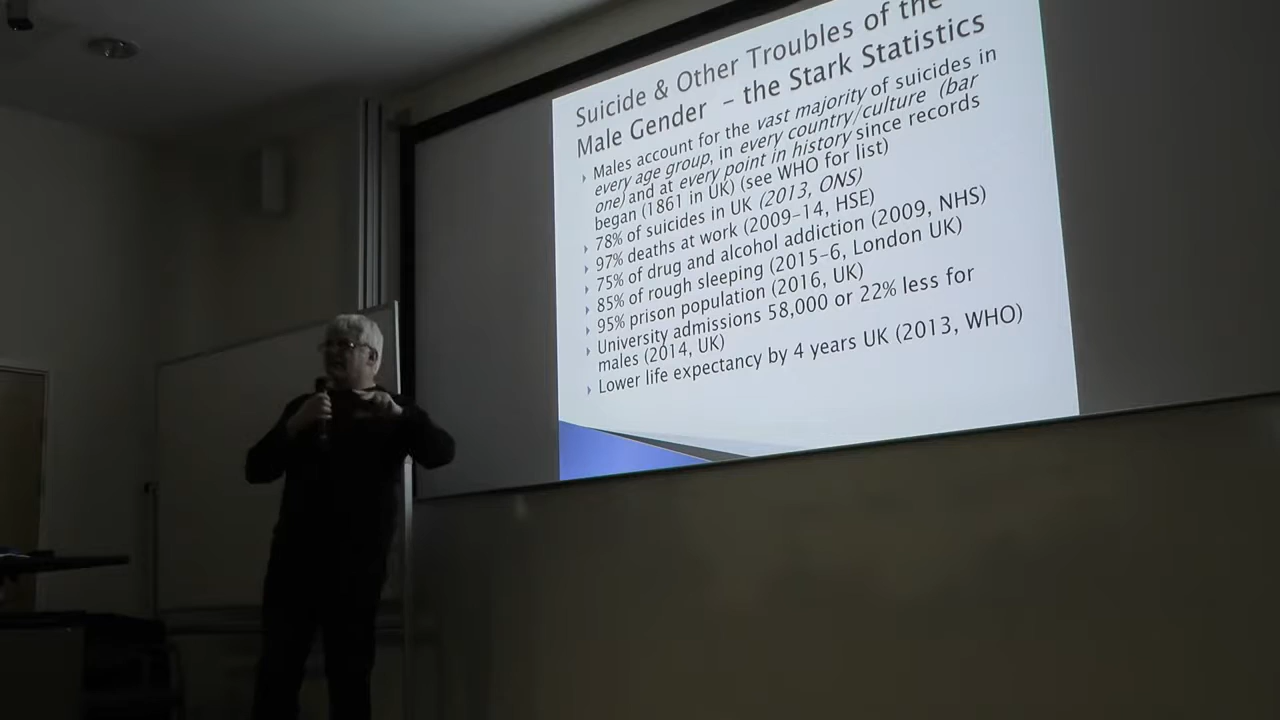 Suicide & Other Troubles of the
Male Gender – the Stark Statistics
Males account for the vast majority of suicides in
every age group, in every country/culture (bar
one) and at every point in history since records
began (1861 in UK) (see WHO for list)
78% of suicides in UK (2013, ONS)
97% deaths at work (2009-14, HSE)
75% of drug and alcohol addiction (2009, NHS)
85% of rough sleeping (2015-6, London UK)
95% prison population (2016, UK)
University admissions 58,000 or 22% less for
males (2014, UK)
Lower life expectancy by 4 years UK (2013, WHO)